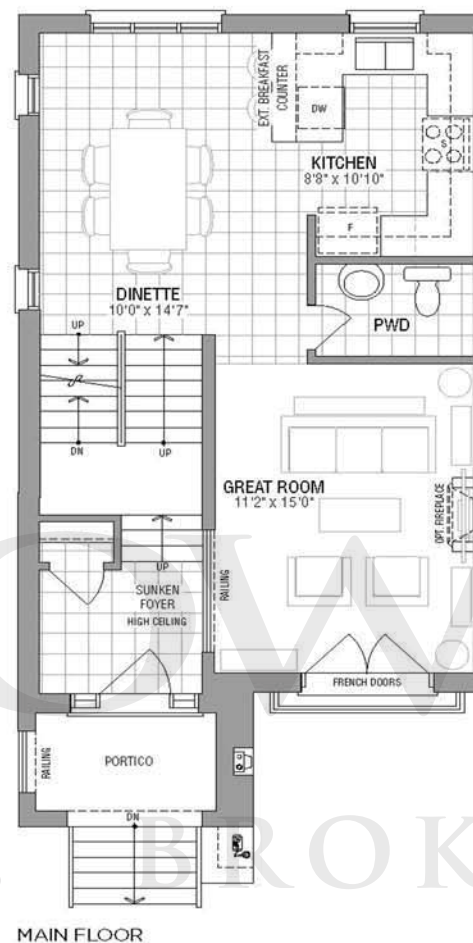 EXT. BREAKFAST
COUNTER
DW
S
KITCHEN
8'8" x 10'10"
F
DINETTE
10'0" x 14'7"
PWD
UP
DN
UP
GREAT ROOM
11'2" x 15'0"
OPT. FIREPLACE
UP
SUNKEN
FOYER
HIGH CEILING
RAILING
FRENCH DOORS
RAILING
PORTICO
DN
BROK
MAIN FLOOR